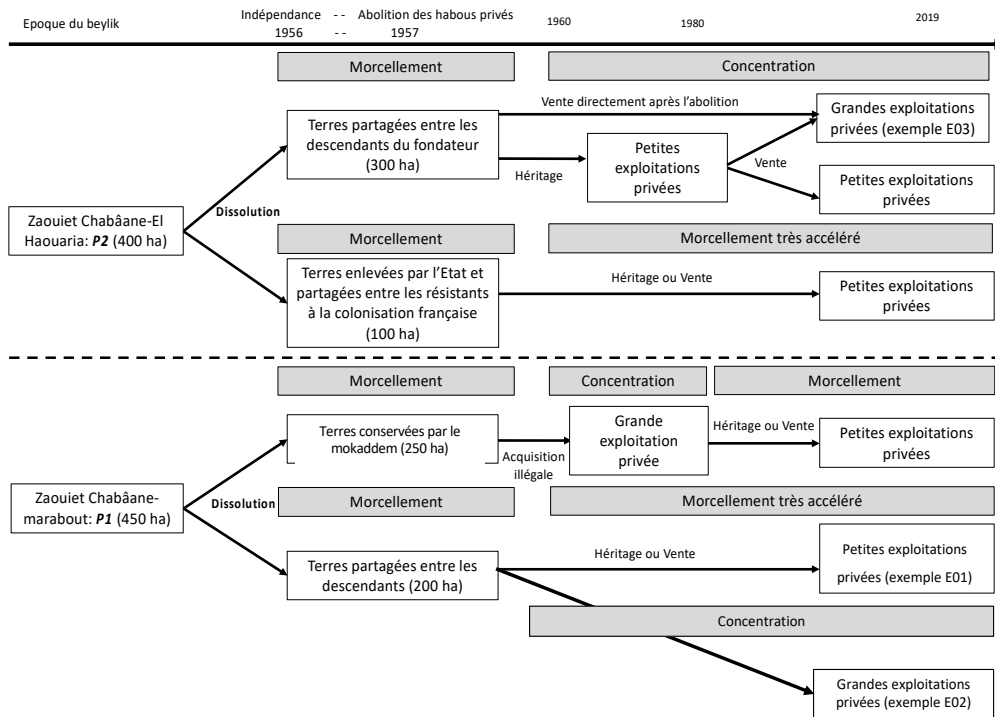 Epoque du beylik
Indépendance - - Abolition des habous privés
1956 -- 1957
1960
1980
2019
Morcellement
Concentration
Vente directement après l'abolition
Terres partagées entre les
descendants du fondateur
(300 ha)
Héritage
Petites
exploitations
privées
Vente
Grandes exploitations
privées (exemple E03)
Petites exploitations
privées
Zaouiet Chabâane-El
Haouaria: P2 (400 ha)
Dissolution
Morcellement
Morcellement très accéléré
Terres enlevées par l'Etat et
partagées entre les résistants
à la colonisation française
(100 ha)
Héritage ou Vente
Petites exploitations
privées
Morcellement
Concentration
Morcellement
Terres conservées par le
mokaddem (250 ha)
Acquisition
illégale
Grande
exploitation
privée
Héritage ou Vente
Petites exploitations
privées
Zaouiet Chabâane-
marabout: P1 (450 ha)
Dissolution
Morcellement
Morcellement très accéléré
Terres partagées entre les
descendants (200 ha)
Héritage ou Vente
Petites exploitations
privées (exemple E01)
Concentration
Grandes exploitations
privées (exemple E02)